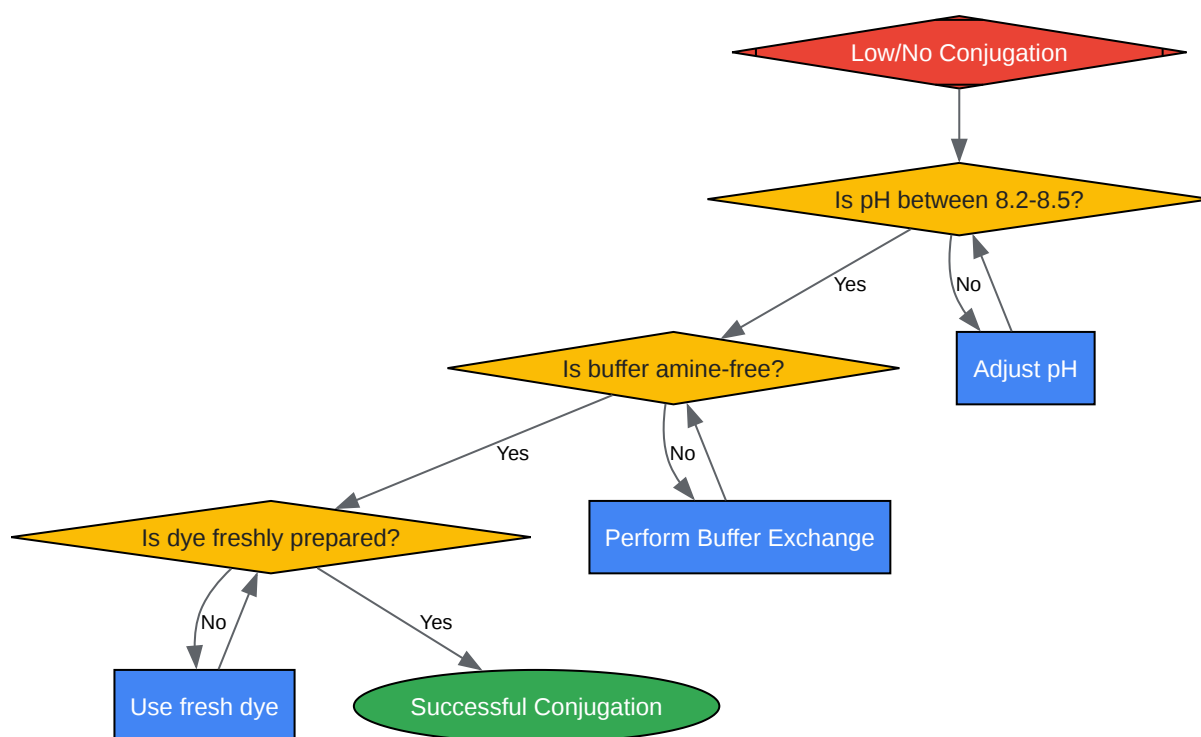 Low/No Conjugation
Is pH between 8.2-8.5?
Yes
No
Is buffer amine-free?
Adjust pH
Yes
No
Is dye freshly prepared?
Perform Buffer Exchange
No
Yes
Use fresh dye
Successful Conjugation